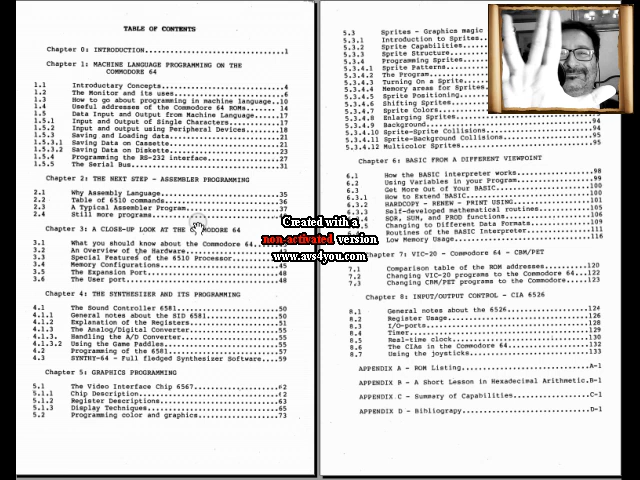 TABLE OF CONTENTS
Chapter 0: INTRODUCTION...1
Chapter 1: MACHINE LANGUAGE PROGRAMMING ON THE
COMMODORE 64
1.1 Introductory Concepts...4
1.2 The Monitor and its uses...6
1.3 How to go about programming in machine language..10
1.4 Useful addresses of the Commodore 64 ROMs...14
1.5 Data Input and Output from Machine Language...17
1.5.1 Input and Output of Single Characters...17
1.5.2 Input and output using Peripheral Devices...18
1.5.3 Saving and Loading data...21
1.5.3.1 Saving Data on Cassette...21
1.5.3.2 Saving Data on Diskette...23
1.5.4 Programming the RS-232 interface...27
1.5.5 The Serial Bus...31
Chapter 2: THE NEXT STEP - ASSEMBLER PROGRAMMING
2.1 Why Assembly Language...35
2.2 Table of 6510 commands...36
2.3 A Typical Assembler Program...37
2.4 Still more programs
Chapter 3: A CLOSE-UP LOOK AT THE COMMODORE 64
3.1 What you should know about the Commodore 64
3.2 An Overview of the Hardware
3.3 Special Features of the 6510 Processor
3.4 Memory Configurations...45
3.5 The Expansion Port...48
3.6 The User port...48
Chapter 4: THE SYNTHESIZER AND ITS PROGRAMMING
4.1 The Sound Controller 6581...50
4.1.1 General notes about the SID 6581...50
4.1.2 Explanation of the Registers...51
4.1.3 The Analog/Digital Converter...55
4.1.3. Handling the A/D Converter...55
4.1.3.2 Using the Game Paddles...55
4.2 Programming of the 6581...57
4.3 SYNTHY-64 - Full fledged Synthesizer Software..59
Chapter 5: GRAPHICS PROGRAMMING
5.1 The Video Interface Chip 6567...62
5.1.1 Chip Description...62
5.1.2 Register Descriptions...63
5.1.3 Display Techniques...65
5.2 Programming color and graphics...73
5.3 Sprites - Graphics magic
5.3.1 Introduction to Sprites
5.3.2 Sprite Capabilities
5.3.3 Sprite Structure
5.3.4 Programming Sprites
5.3.4.1 Sprite Patterns
5.3.4.2 The Program
5.3.4.3 Turning On a Sprite
5.3.4.4 Memory areas for Sprites
5.3.4.5 Sprite Positioning
5.3.4.6 Shifting Sprites
5.3.4.7 Sprite Colors
5.3.4.8 Enlarging Sprites
5.3.4.9 Background...94
5.3.4.10 Sprite-Sprite Collisions...94
5.3.4.11 Sprite-Background Collisions...95
5.3.4.12 Multicolor Sprites...95
Chapter 6: BASIC FROM A DIFFERENT VIEWPOINT
6.1 How the BASIC interpreter works...98
6.2 Using Variables in your Program...99
6.3 Get More Out of Your BASIC...100
6.3.1 How to Extend BASIC...100
6.3.2 HARDCOPY - RENEW - PRINT USING...101
6.3.3 Self-developed mathematical routines...105
SQR, SUM, and PROD functions...106
Changing to Different Data Formats...109
Routines of the BASIC Interpreter...111
Low Memory Usage...116
Chapter 7: VIC-20 - Commodore 64 - CBM/PET
7.1 Comparison table of the ROM addresses...120
7.2 Changing VIC-20 programs to the Commodore 64...122
7.3 Changing CBM/PET programs to the Commodore...123
Chapter 8: INPUT/OUTPUT CONTROL - CIA 6526
8.1 General notes about the 6526...124
8.2 Register Usage...126
8.3 I/O-ports...128
8.4 Timer...129
8.5 Real-time clock...130
8.6 The CIAs in the Commodore 64...132
8.7 Using the joysticks...133
APPENDIX A - ROM Listing...A-1
APPENDIX B - A Short Lesson in Hexadecimal Arithmetic.B-1
APPENDIX C - Summary of Capabilities...C-1
APPENDIX D - Bibliograpy...D-1
Created with a
non-activated version
www.avs4you.com